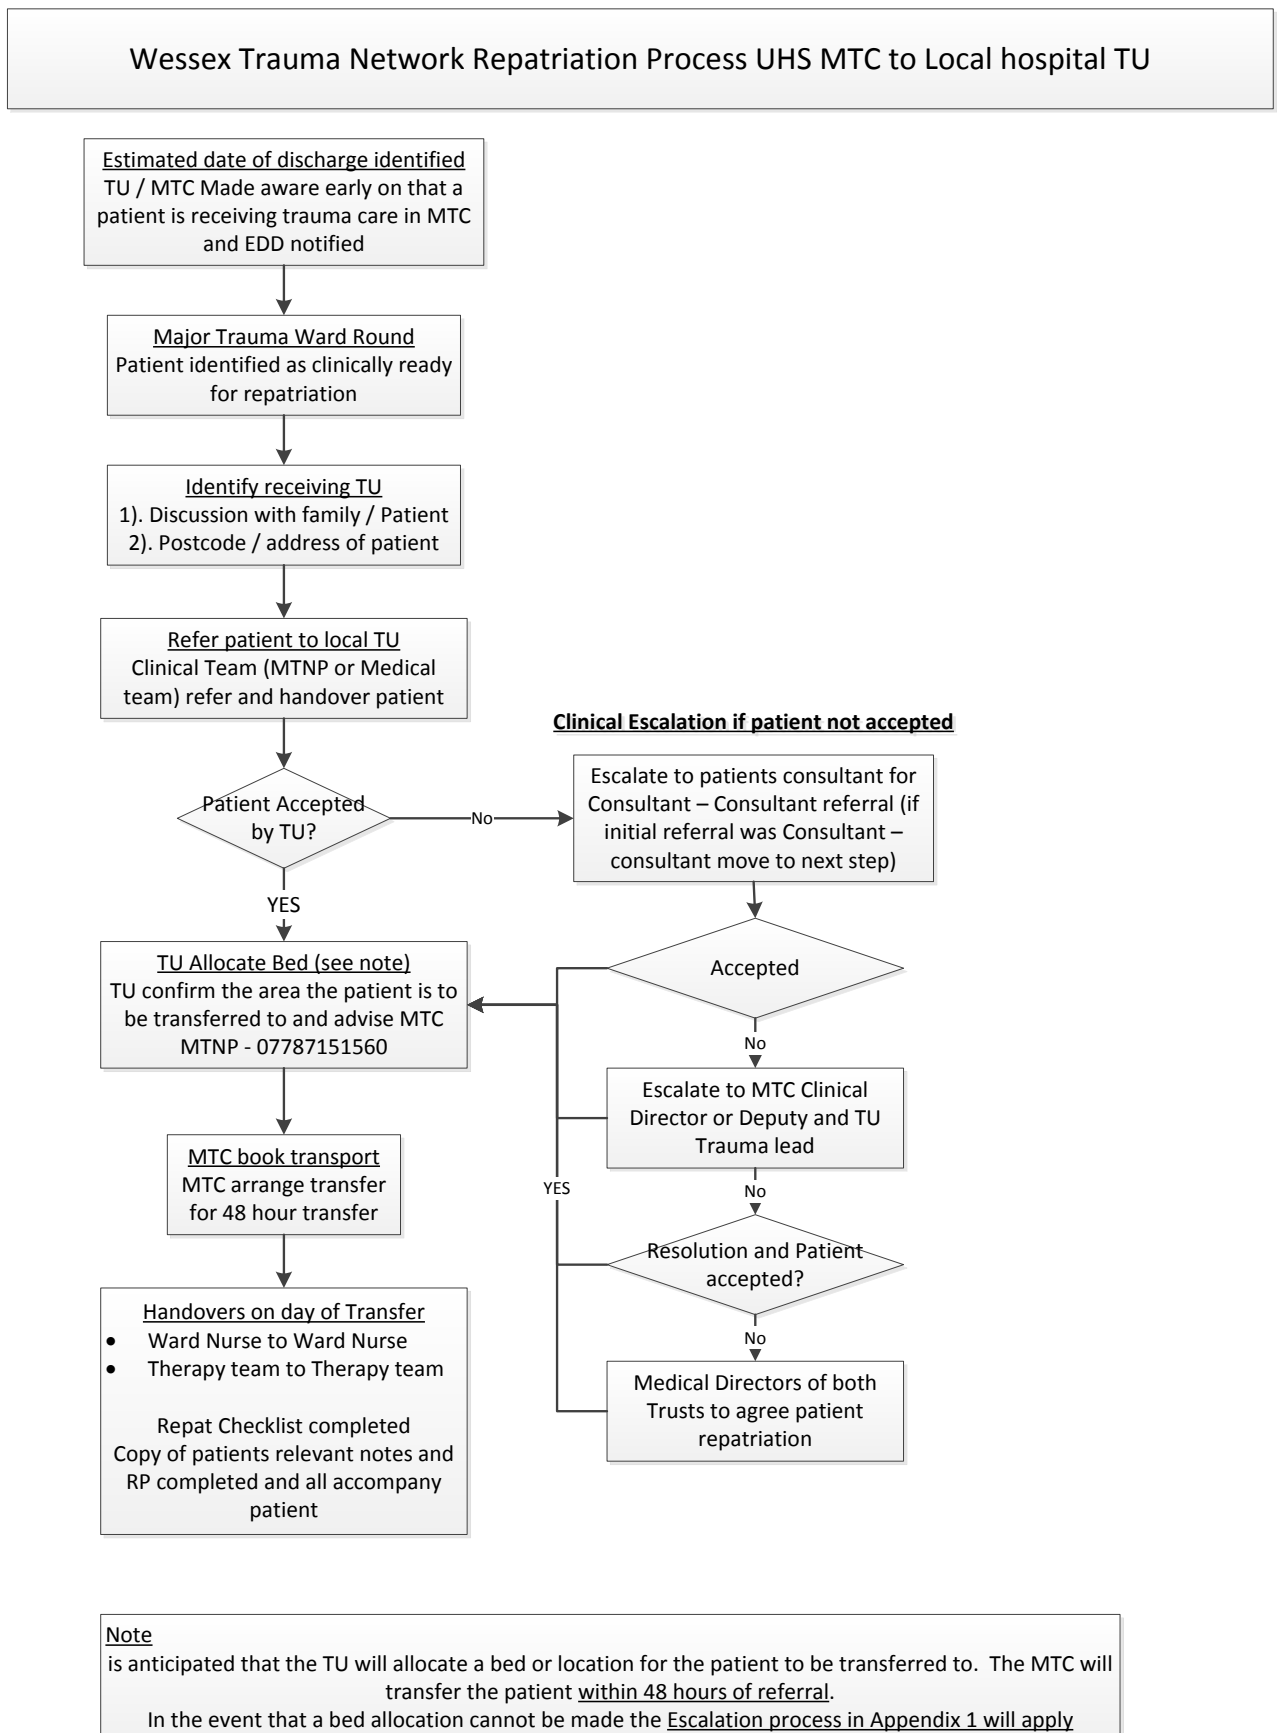 Wessex Trauma Network Repatriation Process UHS MTC to Local hospital TU
Estimated date of discharge identified
TU / MTC Made aware early on that a
patient is receiving trauma care in MTC
and EDD notified
Major Trauma Ward Round
Patient identified as clinically ready
for repatriation
Identify receiving TU
1). Discussion with family / Patient
2). Postcode / address of patient
Refer patient to local TU
Clinical Team (MTNP or Medical
team) refer and handover patient
Patient Accepted
by TU?
No
YES
Clinical Escalation if patient not accepted
Escalate to patients consultant for
Consultant – Consultant referral (if
initial referral was Consultant –
consultant move to next step)
Accepted
No
Escalate to MTC Clinical
Director or Deputy and TU
Trauma lead
No
YES
Resolution and Patient
accepted?
No
Medical Directors of both
Trusts to agree patient
repatriation
TU Allocate Bed (see note)
TU confirm the area the patient is to
be transferred to and advise MTC
MTNP - 07787151560
MTC book transport
MTC arrange transfer
for 48 hour transfer
Handovers on day of Transfer
• Ward Nurse to Ward Nurse
• Therapy team to Therapy team
Repat Checklist completed
Copy of patients relevant notes and
RP completed and all accompany
patient
Note
is anticipated that the TU will allocate a bed or location for the patient to be transferred to. The MTC will
transfer the patient within 48 hours of referral.
In the event that a bed allocation cannot be made the Escalation process in Appendix 1 will apply